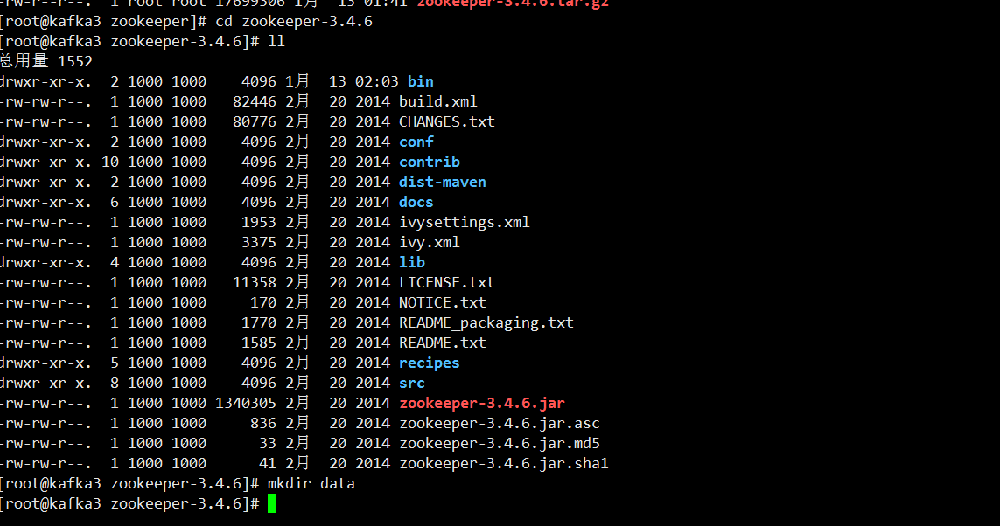 -rw-r--r--. 1 root root 17699306 1月 13 01:41 zookeeper-3.4.6.tar.gz
[root@kafka3 zookeeper]# cd zookeeper-3.4.6
[root@kafka3 zookeeper-3.4.6]# ll
总用量 1552
drwxr-xr-x. 2 1000 1000 4096 1月 13 02:03 bin
-rw-rw-r--. 1 1000 1000 82446 2月 20 2014 build.xml
-rw-rw-r--. 1 1000 1000 80776 2月 20 2014 CHANGES.txt
drwxr-xr-x. 2 1000 1000 4096 2月 20 2014 conf
drwxr-xr-x. 10 1000 1000 4096 2月 20 2014 contrib
drwxr-xr-x. 2 1000 1000 4096 2月 20 2014 dist-maven
drwxr-xr-x. 6 1000 1000 4096 2月 20 2014 docs
-rw-rw-r--. 1 1000 1000 1953 2月 20 2014 ivysettings.xml
-rw-rw-r--. 1 1000 1000 3375 2月 20 2014 ivy.xml
drwxr-xr-x. 4 1000 1000 4096 2月 20 2014 lib
-rw-rw-r--. 1 1000 1000 11358 2月 20 2014 LICENSE.txt
-rw-rw-r--. 1 1000 1000 170 2月 20 2014 NOTICE.txt
-rw-rw-r--. 1 1000 1000 1770 2月 20 2014 README_packaging.txt
-rw-rw-r--. 1 1000 1000 1585 2月 20 2014 README.txt
drwxr-xr-x. 5 1000 1000 4096 2月 20 2014 recipes
drwxr-xr-x. 8 1000 1000 4096 2月 20 2014 src
-rw-rw-r--. 1 1000 1000 1340305 2月 20 2014 zookeeper-3.4.6.jar
-rw-rw-r--. 1 1000 1000 836 2月 20 2014 zookeeper-3.4.6.jar.asc
-rw-rw-r--. 1 1000 1000 33 2月 20 2014 zookeeper-3.4.6.jar.md5
-rw-rw-r--. 1 1000 1000 41 2月 20 2014 zookeeper-3.4.6.jar.sha1
[root@kafka3 zookeeper-3.4.6]# mkdir data
[root@kafka3 zookeeper-3.4.6]#